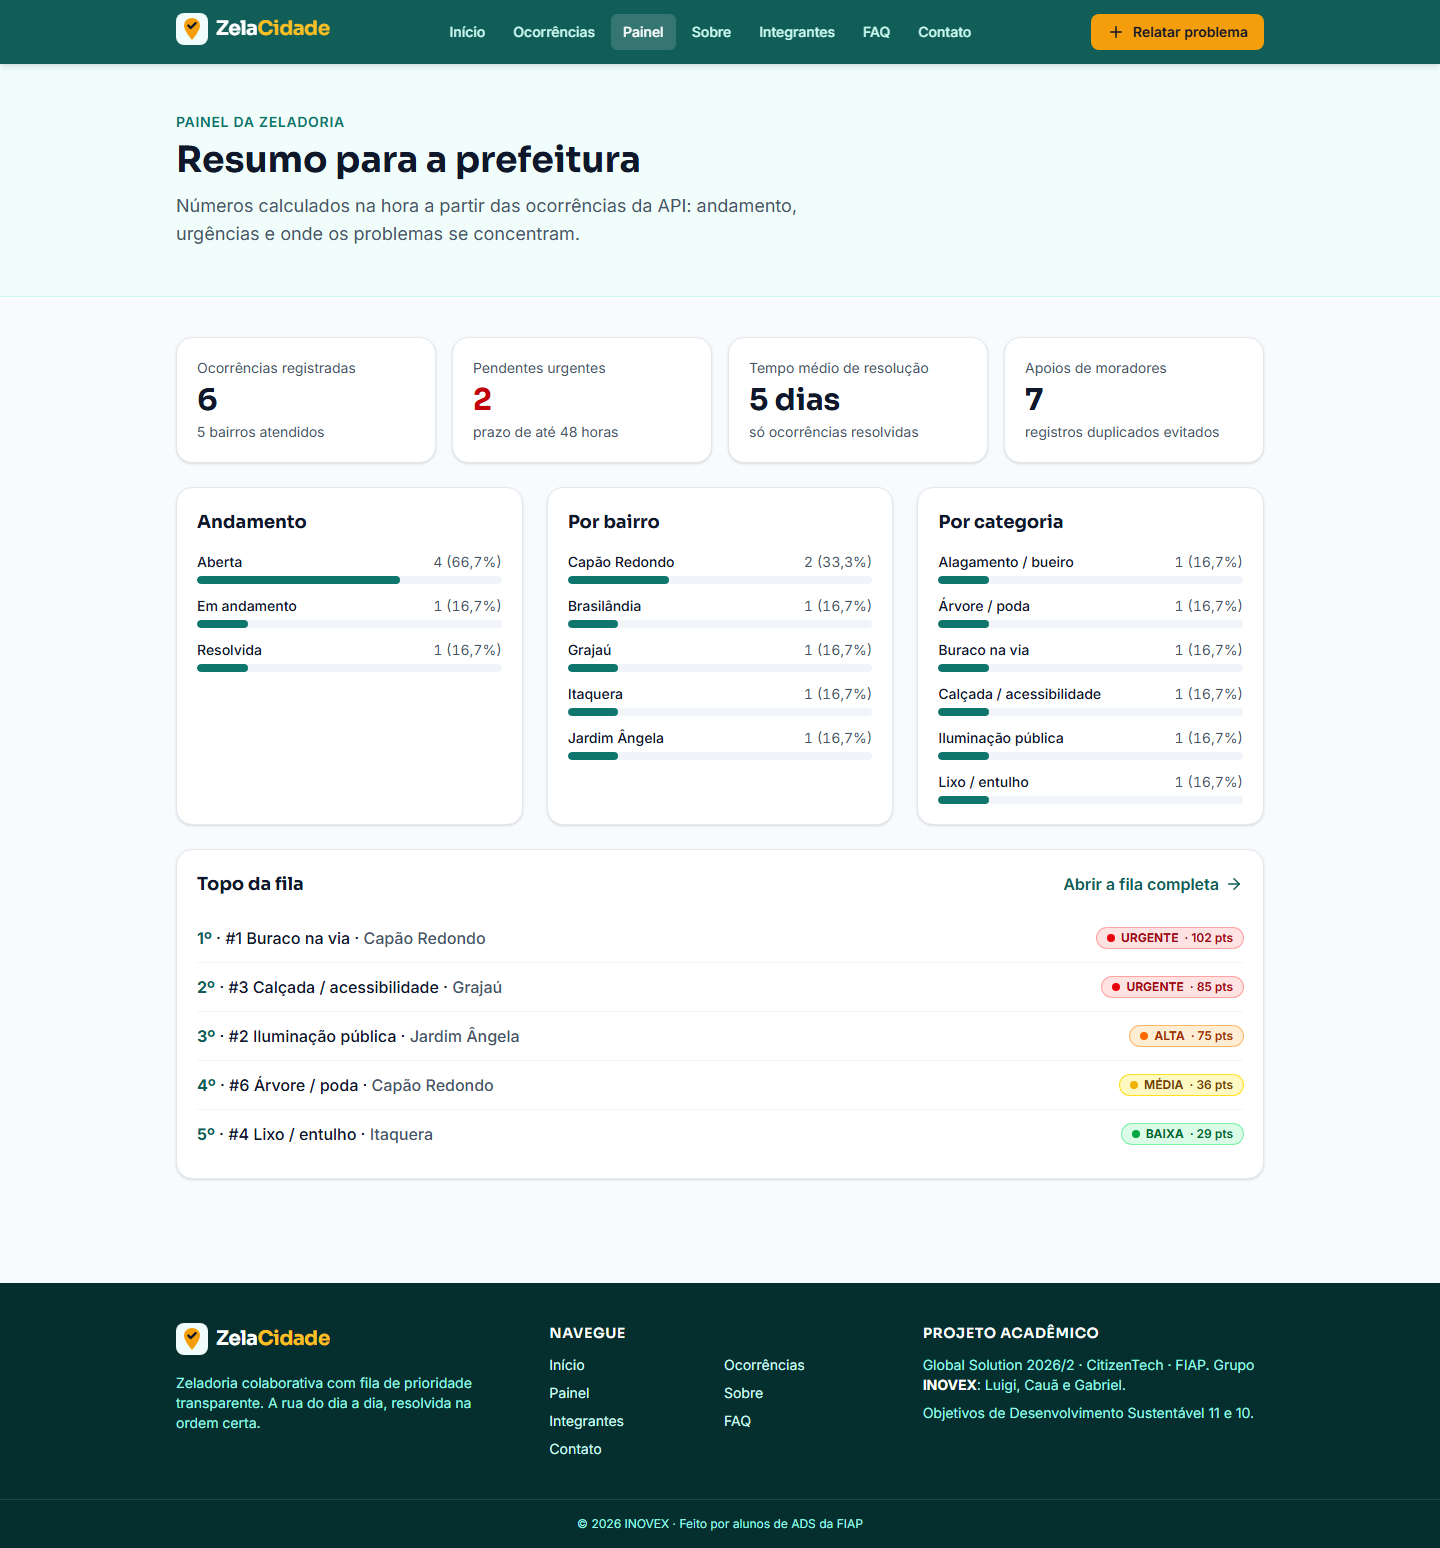 ZelaCidade
Início
Ocorrências
Painel
Sobre
Integrantes
FAQ
Contato
Relatar problema
PAINEL DA ZELADORIA
Resumo para a prefeitura
Números calculados na hora a partir das ocorrências da API: andamento,
urgências e onde os problemas se concentram.
Ocorrências registradas
6
5 bairros atendidos
Pendentes urgentes
2
prazo de até 48 horas
Tempo médio de resolução
5 dias
só ocorrências resolvidas
Apoios de moradores
7
registros duplicados evitados
Andamento
Aberta 4 (66,7%)
Em andamento 1 (16,7%)
Resolvida 1 (16,7%)
Por bairro
Capão Redondo 2 (33,3%)
Brasilândia 1 (16,7%)
Grajaú 1 (16,7%)
Itaquera 1 (16,7%)
Jardim Ângela 1 (16,7%)
Por categoria
Alagamento / bueiro 1 (16,7%)
Árvore / poda 1 (16,7%)
Buraco na via 1 (16,7%)
Calçada / acessibilidade 1 (16,7%)
Iluminação pública 1 (16,7%)
Lixo / entulho 1 (16,7%)
Topo da fila
Abrir a fila completa →
1º · #1 Buraco na via · Capão Redondo URGENTE · 102 pts
2º · #3 Calçada / acessibilidade · Grajaú URGENTE · 85 pts
3º · #2 Iluminação pública · Jardim Ângela ALTA · 75 pts
4º · #6 Árvore / poda · Capão Redondo MÉDIA · 36 pts
5º · #4 Lixo / entulho · Itaquera BAIXA · 29 pts
ZelaCidade
Zeladoria colaborativa com fila de prioridade
transparente. A rua do dia a dia, resolvida na
ordem certa.
NAVEGUE
Início
Ocorrências
Painel
Sobre
Integrantes
FAQ
Contato
PROJETO ACADÊMICO
Global Solution 2026/2 · CitizenTech · FIAP. Grupo
INOVEX: Luigi, Cauã e Gabriel.
Objetivos de Desenvolvimento Sustentável 11 e 10.
© 2026 INOVEX · Feito por alunos de ADS da FIAP